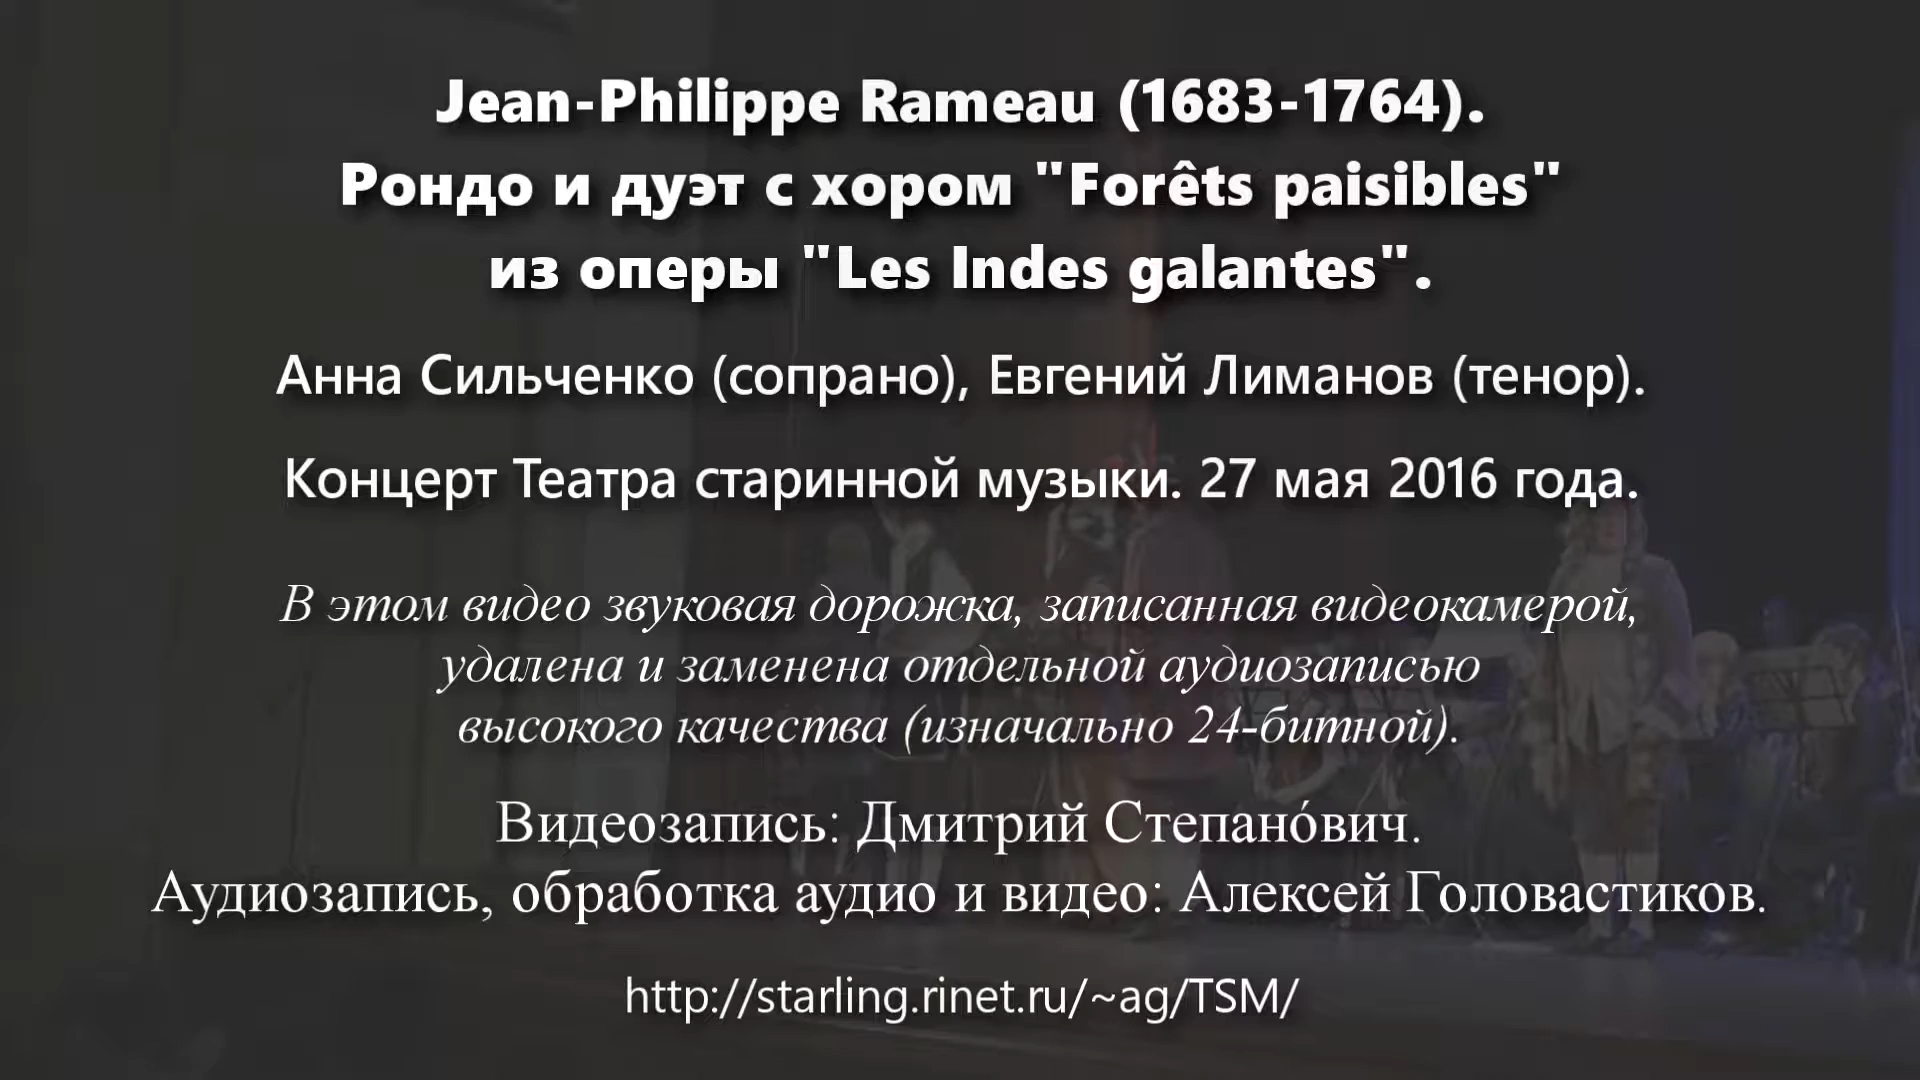 Jean-Philippe Rameau (1683-1764).
Рондо и дуэт с хором "Forêts paisibles"
из оперы "Les Indes galantes".
Анна Сильченко (сопрано), Евгений Лиманов (тенор).
Концерт Театра старинной музыки. 27 мая 2016 года.
В этом видео звуковая дорожка, записанная видеокамерой,
удалена и заменена отдельной аудиозаписью
высокого качества (изначально 24-битной).
Видеозапись: Дмитрий Степано́вич.
Аудиозапись, обработка аудио и видео: Алексей Головастиков.
http://starling.rinet.ru/~ag/TSM/